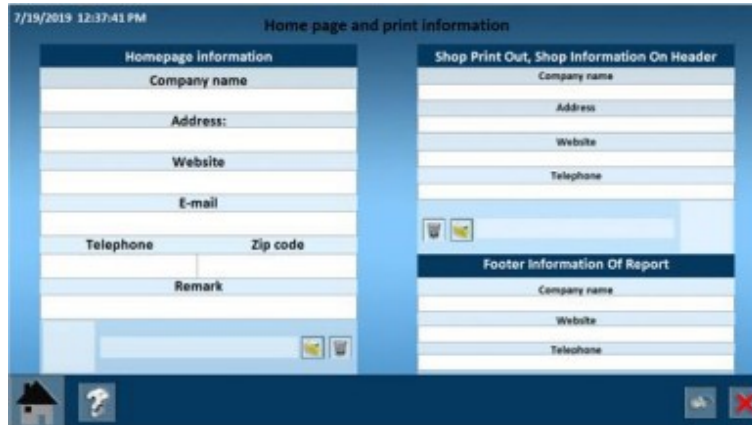 7/19/2019 12:37:41 PM
Home page and print information
Homepage information
Company name
Address:
Website
E-mail
Telephone Zip code
Remark
Shop Print Out, Shop Information On Header
Company name
Address
Website
Telephone
Footer Information Of Report
Company name
Website
Telephone